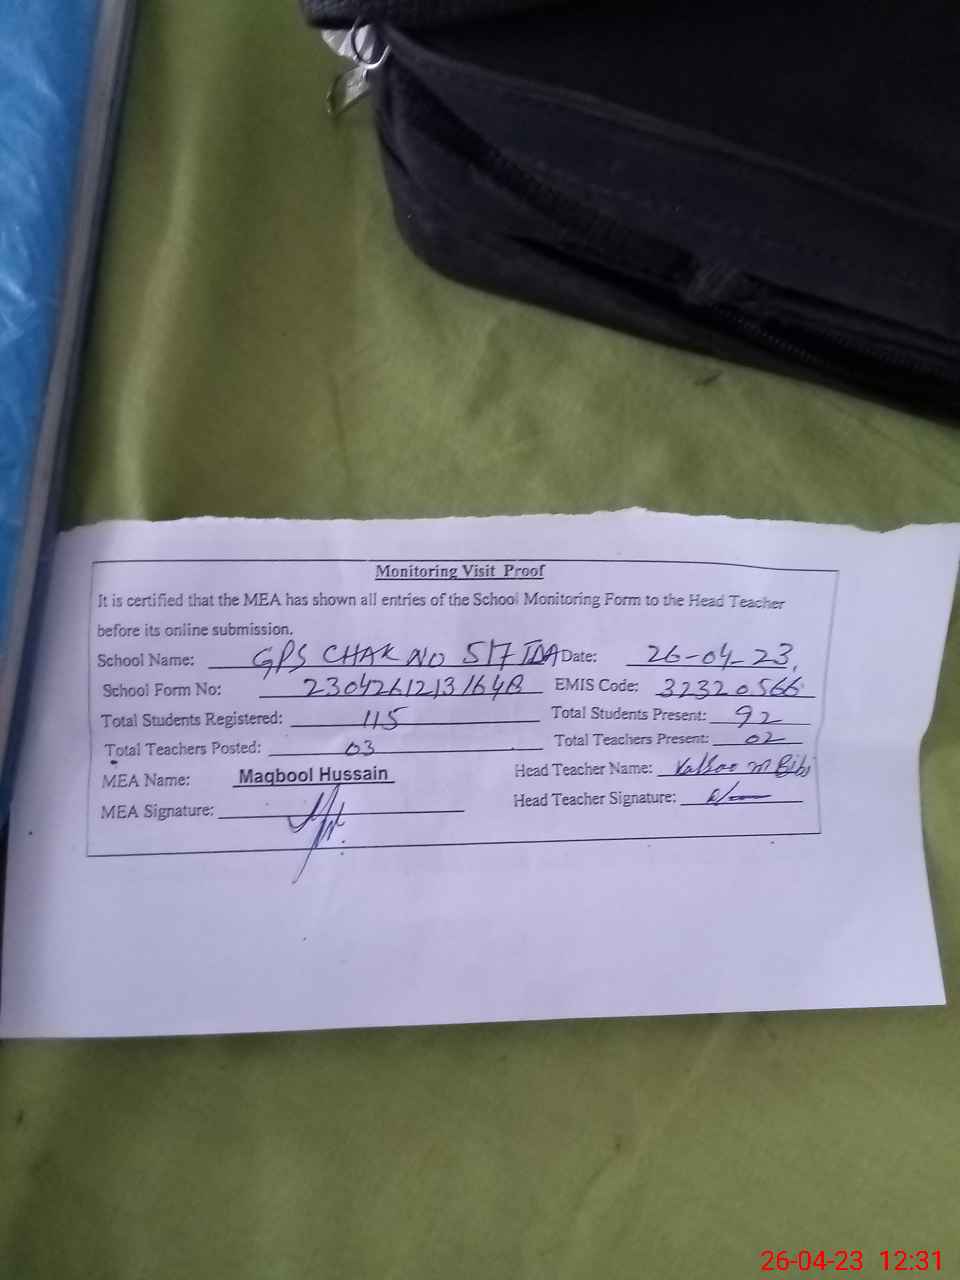 Monitoring Visit Proof
It is certified that the MEA has shown all entries of the School Monitoring Form to the Head Teacher
before its online submission.
School Name: GPS CHAK NO 517 TDA Date: 26-04-23,
School Form No: 23042612131648 EMIS Code: 32320566
Total Students Registered: 115 Total Students Present: 92
Total Teachers Posted: 03 Total Teachers Present: 02
MEA Name: Maqbool Hussain Head Teacher Name: Bibi
MEA Signature: Head Teacher Signature:
26-04-23 12:31